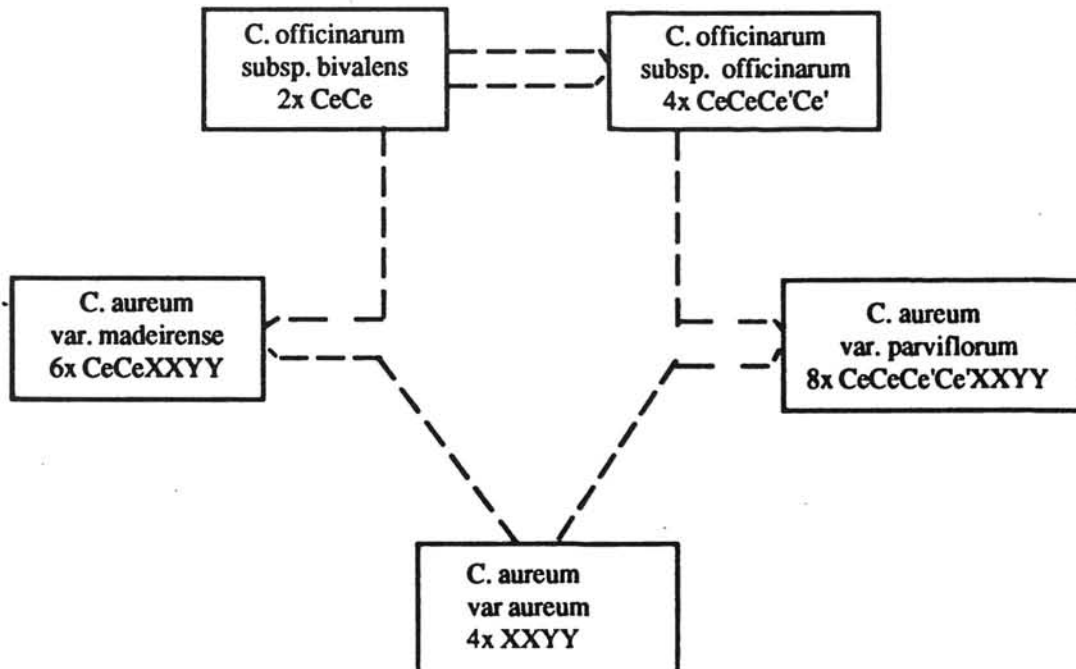 C. officinarum
subsp. bivalens
2x CeCe
C. officinarum
subsp. officinarum
4x CeCeCe'Ce'
C. aureum
var. madeirense
6x CeCeXXYY
C. aureum
var. parviflorum
8x CeCeCe'Ce'XXYY
C. aureum
var aureum
4x XXYY